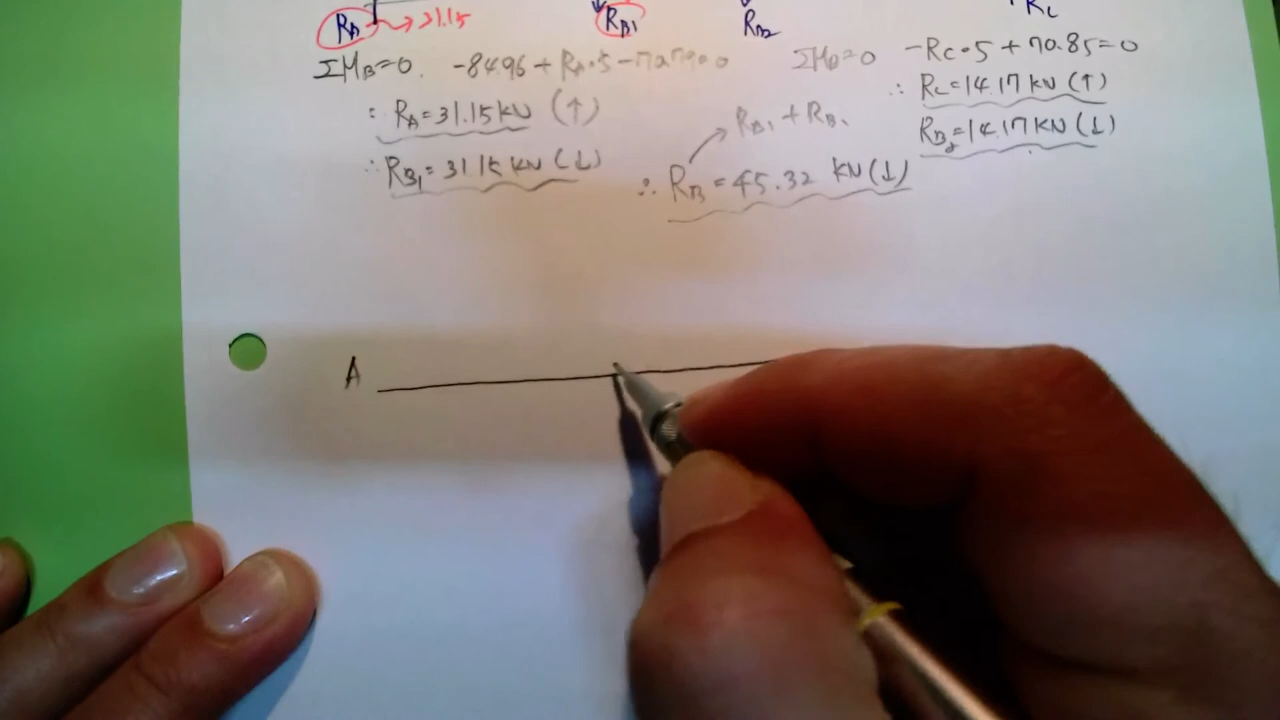 RA → 31.15 RB1 RB2 RC
ΣMB=0. -84.96 + RA·5 - 70.79=0
∴ RA=31.15 kN (↑)
∴ RB1=31.15 kN (↓)
ΣMB=0 -RC·5 + 70.85=0
∴ RC=14.17 kN (↑)
RB2=14.17 kN (↓)
RB1 + RB2
∴ RB = 45.32 kN (↓)
A